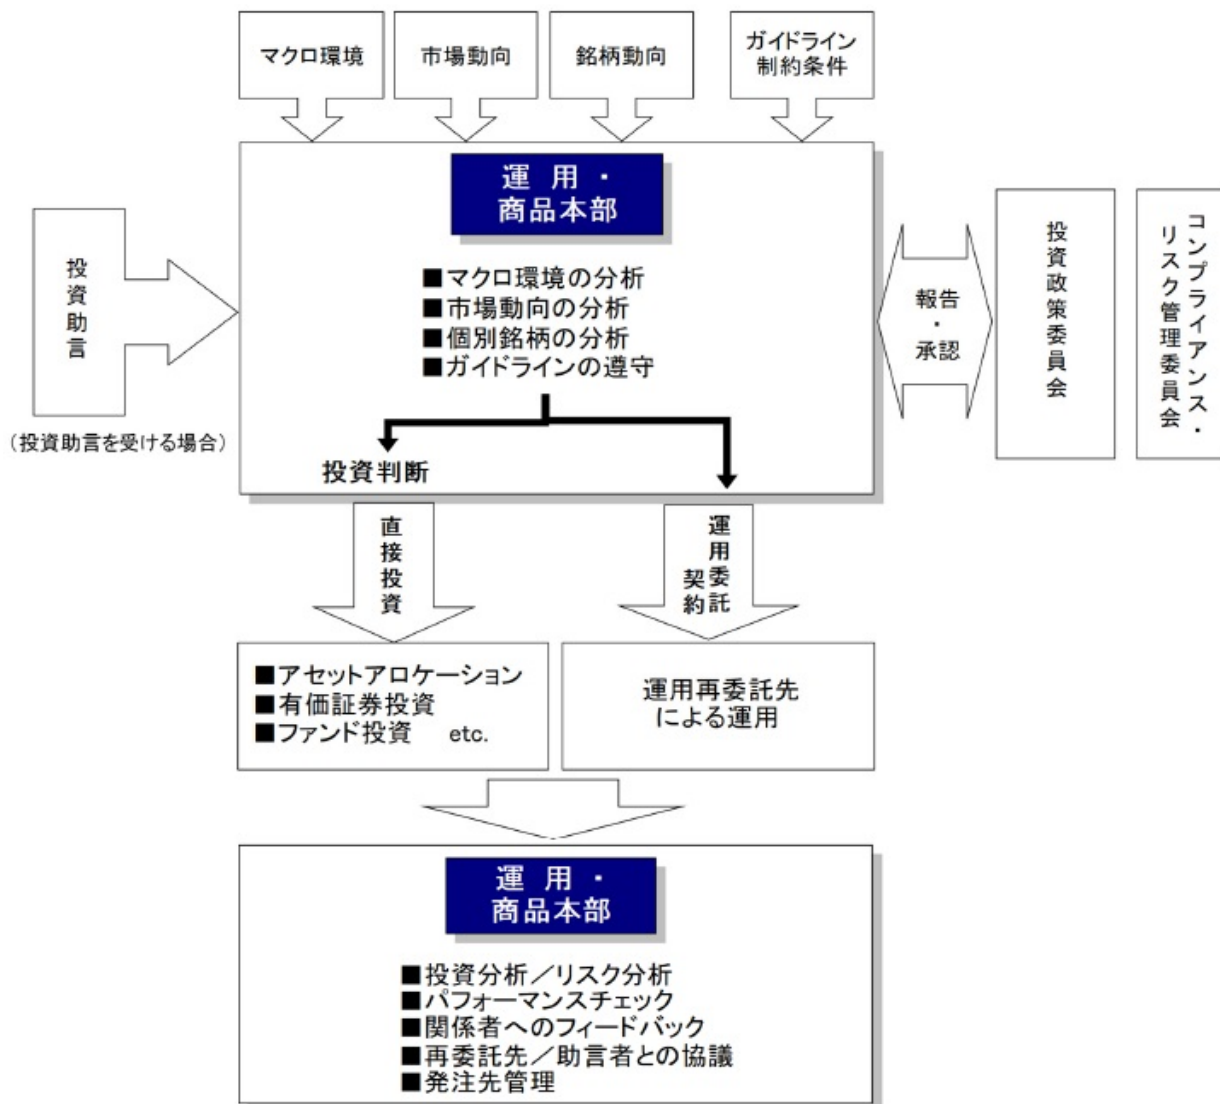 マクロ環境
市場動向
銘柄動向
ガイドライン
制約条件
運 用 ・
商品本部
■マクロ環境の分析
■市場動向の分析
■個別銘柄の分析
■ガイドラインの遵守
投資助言
(投資助言を受ける場合)
報告
・
承認
投資政策委員会
コンプライアンス・
リスク管理委員会
投資判断
直接投資
運用委託
契約
■アセットアロケーション
■有価証券投資
■ファンド投資 etc.
運用再委託先
による運用
運 用 ・
商品本部
■投資分析/リスク分析
■パフォーマンスチェック
■関係者へのフィードバック
■再委託先/助言者との協議
■発注先管理